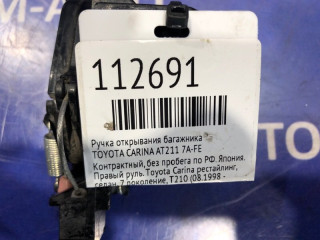 112691
Ручка открывания багажника
TOYOTA CARINA AT211 7A-FE
Контрактный, без пробега по РФ. Япония.
Правый руль. Toyota Carina рестайлинг,
седан, 7 поколение, T210 (08.1998 -